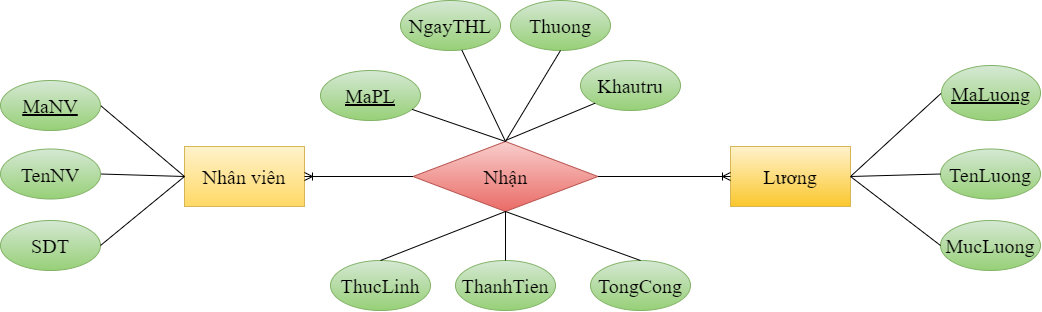 NgayTHL
Thuong
MaPL
Khautru
MaNV
TenNV
SDT
Nhân viên
Nhận
Lương
MaLuong
TenLuong
MucLuong
ThucLinh
ThanhTien
TongCong